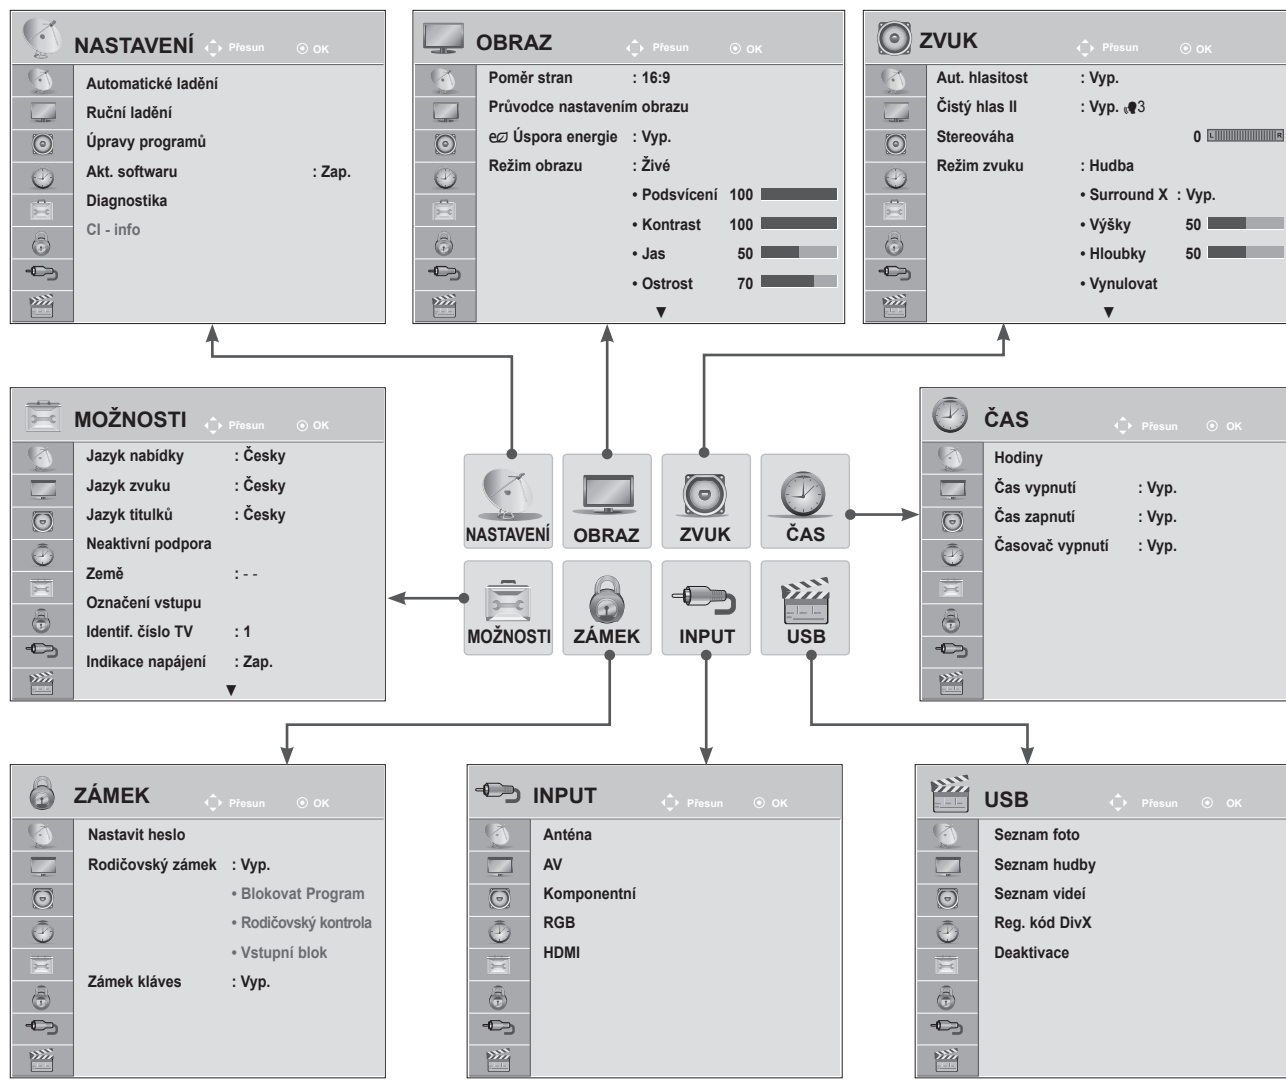 NASTAVENÍ Přesun OK
Automatické ladění
Ruční ladění
Úpravy programů
Akt. softwaru : Zap.
Diagnostika
CI - info
OBRAZ Přesun OK
Poměr stran : 16:9
Průvodce nastavením obrazu
Úspora energie : Vyp.
Režim obrazu : Živé
• Podsvícení 100
• Kontrast 100
• Jas 50
• Ostrost 70
▼
ZVUK Přesun OK
Aut. hlasitost : Vyp.
Čistý hlas II : Vyp. 3
Stereováha 0 L R
Režim zvuku : Hudba
• Surround X : Vyp.
• Výšky 50
• Hloubky 50
• Vynulovat
▼
MOŽNOSTI Přesun OK
Jazyk nabídky : Česky
Jazyk zvuku : Česky
Jazyk titulků : Česky
Neaktivní podpora
Země : - -
Označení vstupu
Identif. číslo TV : 1
Indikace napájení : Zap.
▼
NASTAVENÍ OBRAZ ZVUK ČAS
MOŽNOSTI ZÁMEK INPUT USB
ČAS Přesun OK
Hodiny
Čas vypnutí : Vyp.
Čas zapnutí : Vyp.
Časovač vypnutí : Vyp.
ZÁMEK Přesun OK
Nastavit heslo
Rodičovský zámek : Vyp.
• Blokovat Program
• Rodičovský kontrola
• Vstupní blok
Zámek kláves : Vyp.
INPUT Přesun OK
Anténa
AV
Komponentní
RGB
HDMI
USB Přesun OK
Seznam foto
Seznam hudby
Seznam videí
Reg. kód DivX
Deaktivace